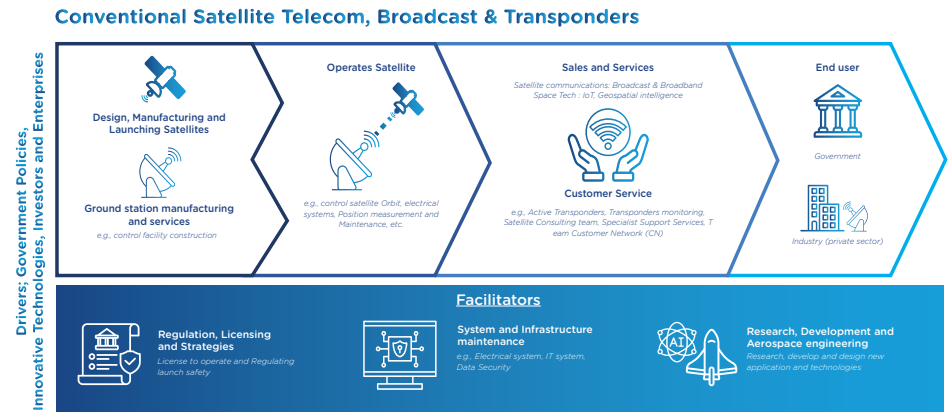 Conventional Satellite Telecom, Broadcast & Transponders
Drivers; Government Policies,
Innovative Technologies, Investors and Enterprises
Design, Manufacturing and
Launching Satellites
Ground station manufacturing
and services
e.g., control facility construction
Operates Satellite
e.g., control satellite Orbit, electrical
systems, Position measurement and
Maintenance, etc.
Sales and Services
Satellite communications: Broadcast & Broadband
Space Tech : IoT, Geospatial intelligence
Customer Service
e.g., Active Transponders, Transponders monitoring,
Satellite Consulting team, Specialist Support Services, T
eam Customer Network (CN)
End user
Government
Industry (private sector)
Facilitators
Regulation, Licensing
and Strategies
License to operate and Regulating
launch safety
System and Infrastructure
maintenance
e.g., Electrical system, IT system,
Data Security
AI
Research, Development and
Aerospace engineering
Research, develop and design new
application and technologies